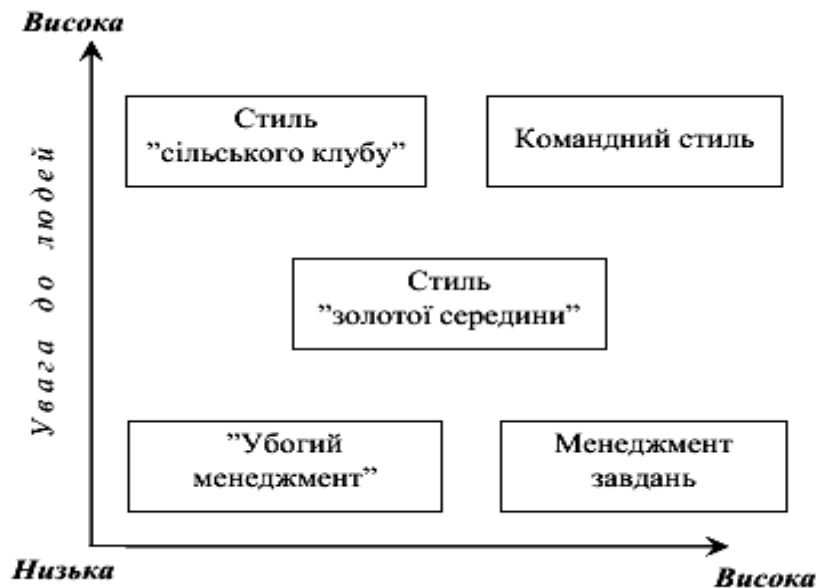 Висока
Стиль
”сільського клубу”
Командний стиль
Увага до людей
Стиль
”золотої середини”
”Убогий
менеджмент”
Менеджмент
завдань
Низька
Висока